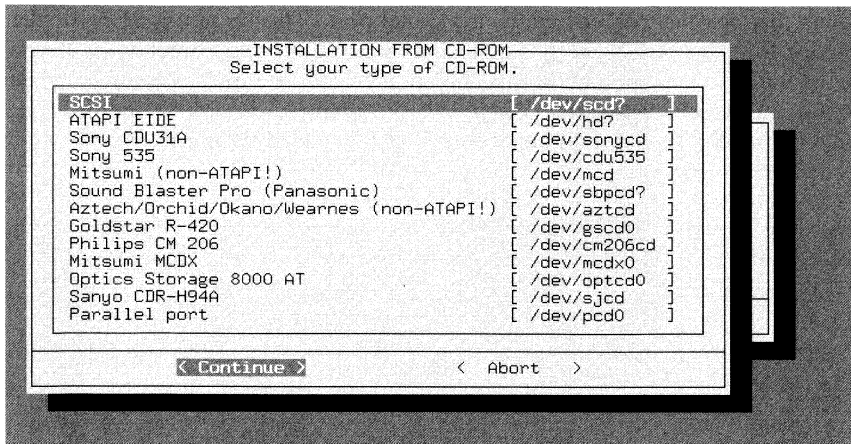 INSTALLATION FROM CD-ROM
Select your type of CD-ROM.
SCSI [ /dev/scd? ]
ATAPI EIDE [ /dev/hd? ]
Sony CDU31A [ /dev/sonycd ]
Sony 535 [ /dev/cdu535 ]
Mitsumi (non-ATAPI!) [ /dev/mcd ]
Sound Blaster Pro (Panasonic) [ /dev/sbpcd? ]
Aztech/Orchid/Okano/Wearnes (non-ATAPI!) [ /dev/aztcd ]
Goldstar R-420 [ /dev/gscd0 ]
Philips CM 206 [ /dev/cm206cd ]
Mitsumi MCDX [ /dev/mcdx0 ]
Optics Storage 8000 AT [ /dev/optcd0 ]
Sanyo CDR-H94A [ /dev/sjcd ]
Parallel port [ /dev/pcd0 ]
< Continue > < Abort >